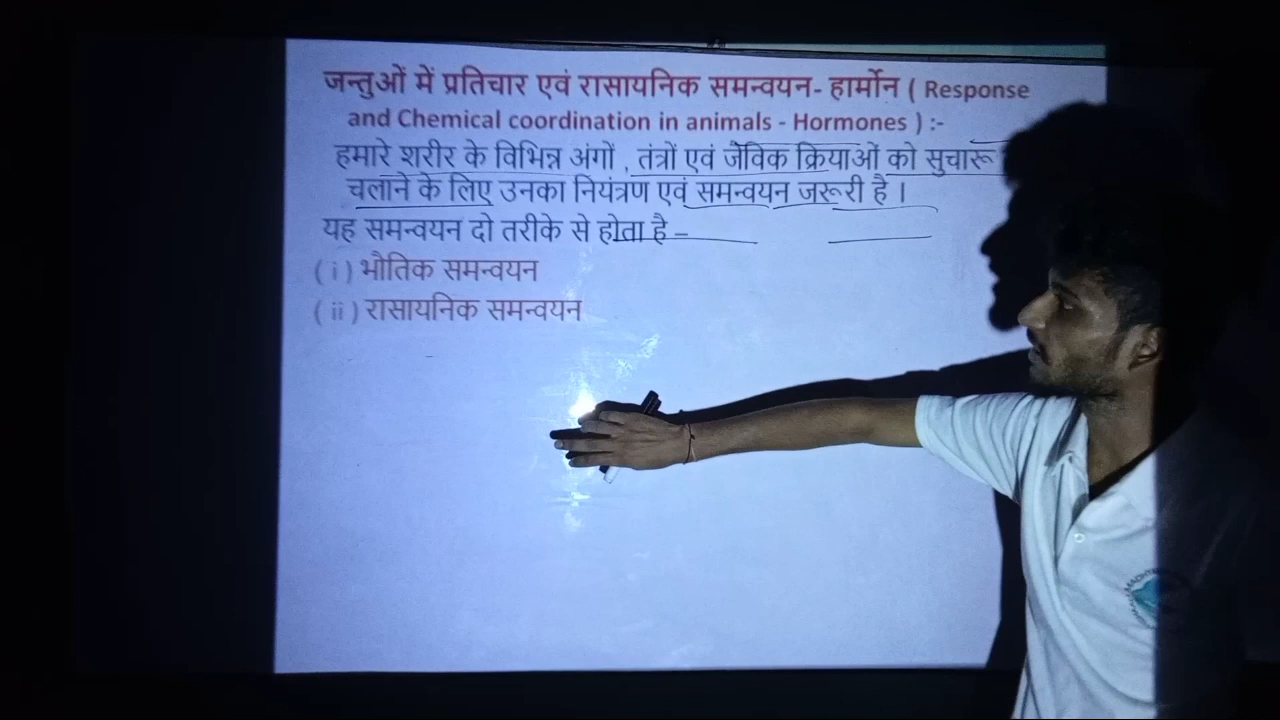 जन्तुओं में प्रतिचार एवं रासायनिक समन्वयन- हार्मोन ( Response
and Chemical coordination in animals - Hormones ) :-
हमारे शरीर के विभिन्न अंगों , तंत्रों एवं जैविक क्रियाओं को सुचारू
चलाने के लिए उनका नियंत्रण एवं समन्वयन जरूरी है ।
यह समन्वयन दो तरीके से होता है –
( i ) भौतिक समन्वयन
( ii ) रासायनिक समन्वयन